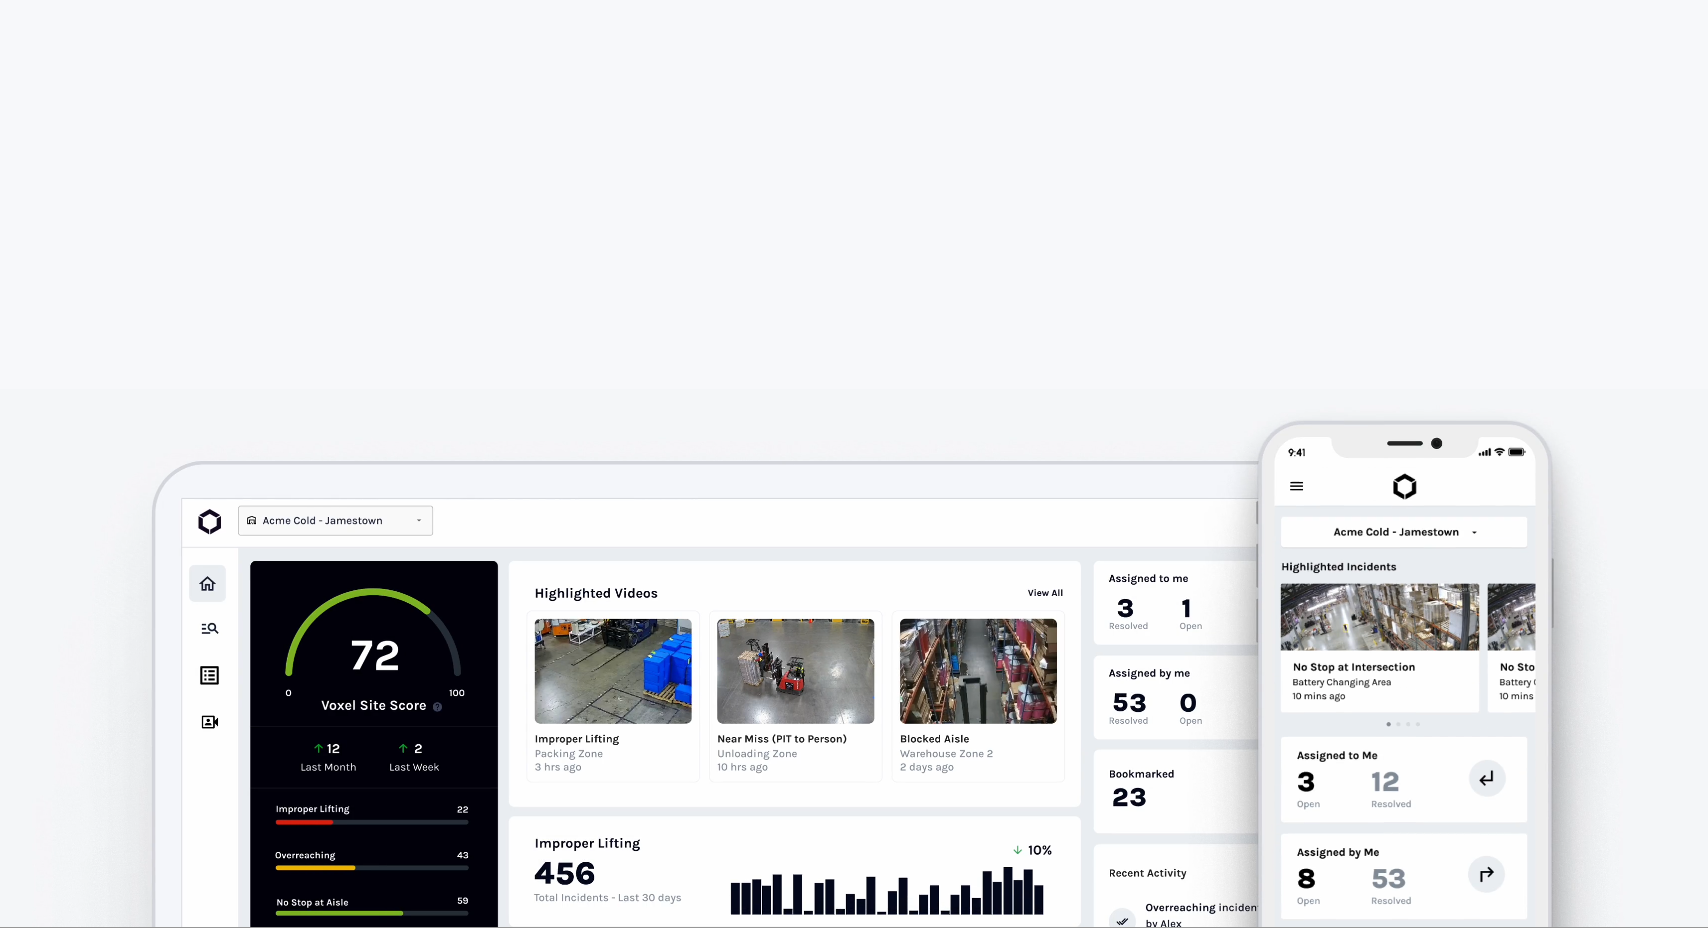 Acme Cold - Jamestown
72
0
100
Voxel Site Score
?
12
Last Month
2
Last Week
Improper Lifting
22
Overreaching
43
No Stop at Aisle
59
Highlighted Videos
View All
Improper Lifting
Packing Zone
3 hrs ago
Near Miss (PIT to Person)
Unloading Zone
10 hrs ago
Blocked Aisle
Warehouse Zone 2
2 days ago
Improper Lifting
456
Total Incidents - Last 30 days
10%
Assigned to me
3
Resolved
1
Open
Assigned by me
53
Resolved
0
Open
Bookmarked
23
Recent Activity
Overreaching inciden
by Alex
9:41
Acme Cold - Jamestown
Highlighted Incidents
No Stop at Intersection
Battery Changing Area
10 mins ago
No Sto
Battery
10 mins
Assigned to Me
3
Open
12
Resolved
Assigned by Me
8
Open
53
Resolved